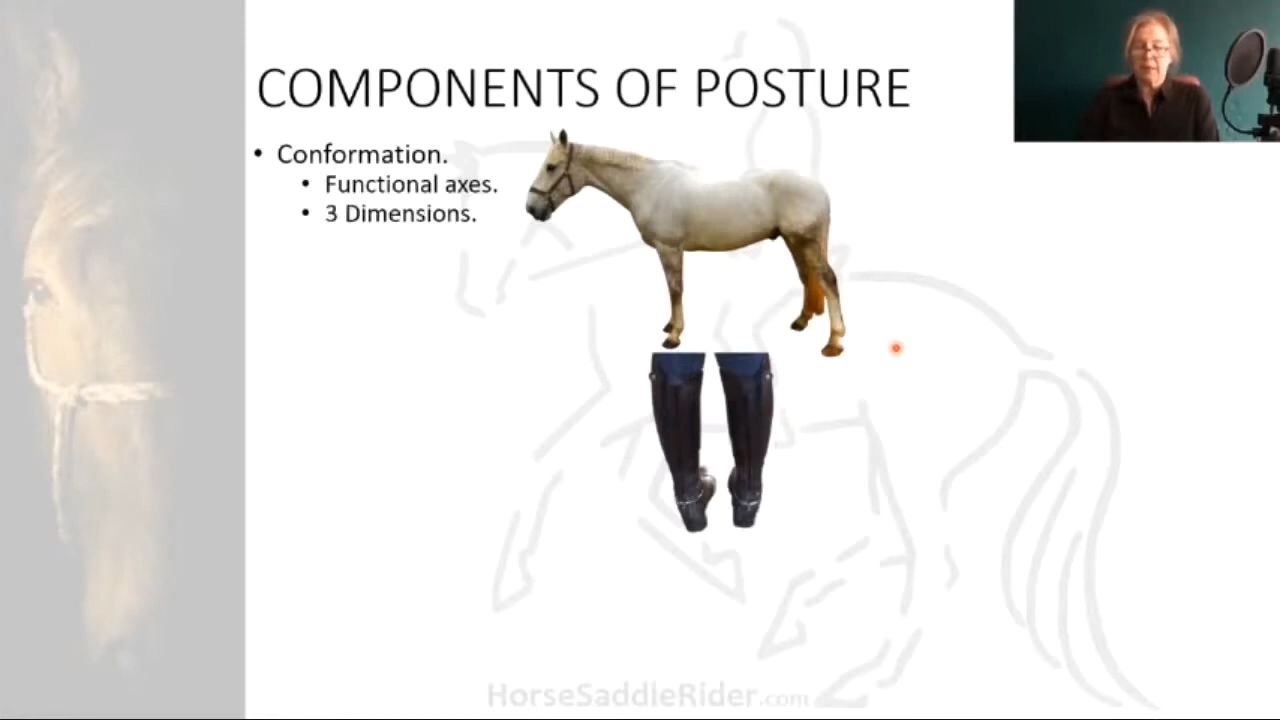 COMPONENTS OF POSTURE
• Conformation.
• Functional axes.
• 3 Dimensions.
HorseSaddleRider.com